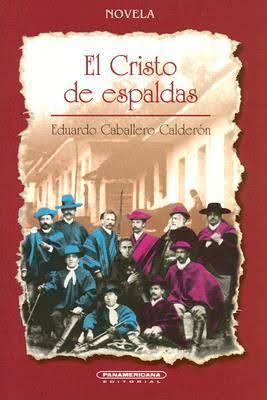 NOVELA
El Cristo
de espaldas
Eduardo Caballero Calderón
PANAMERICANA
EDITORIAL